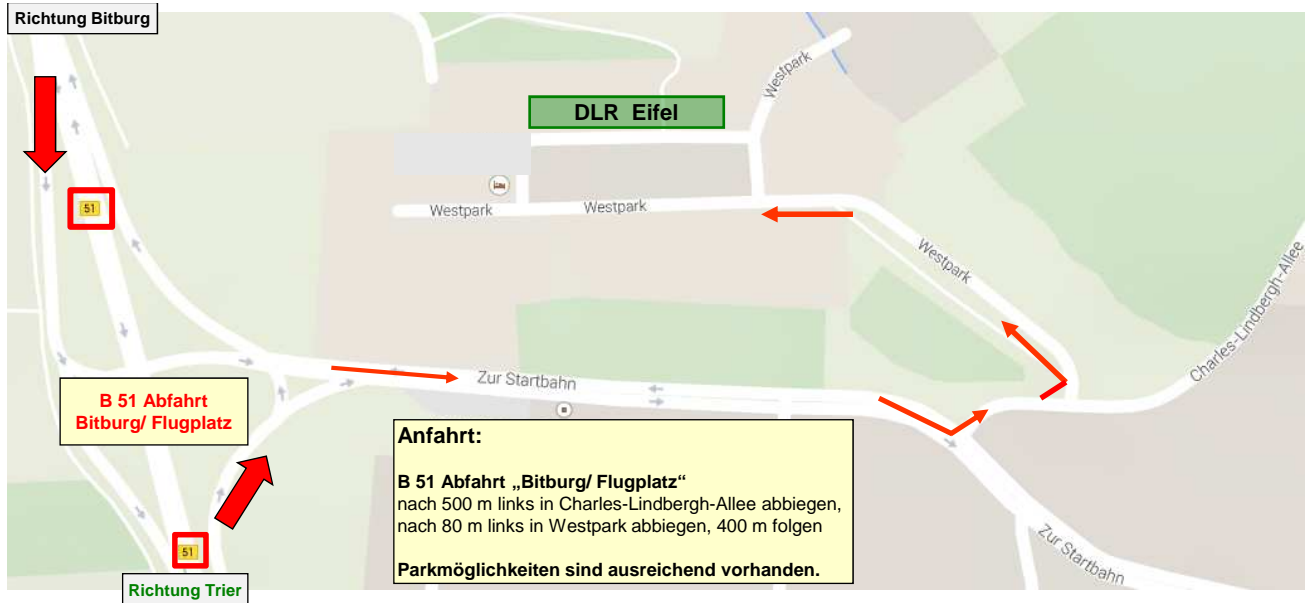 Richtung Bitburg
Westpark
DLR Eifel
51
Westpark
Westpark
Westpark
Charles-Lindbergh-Allee
Zur Startbahn
B 51 Abfahrt
Bitburg/ Flugplatz
Anfahrt:
B 51 Abfahrt „Bitburg/ Flugplatz“
nach 500 m links in Charles-Lindbergh-Allee abbiegen,
nach 80 m links in Westpark abbiegen, 400 m folgen
Parkmöglichkeiten sind ausreichend vorhanden.
51
Zur Startbahn
Richtung Trier